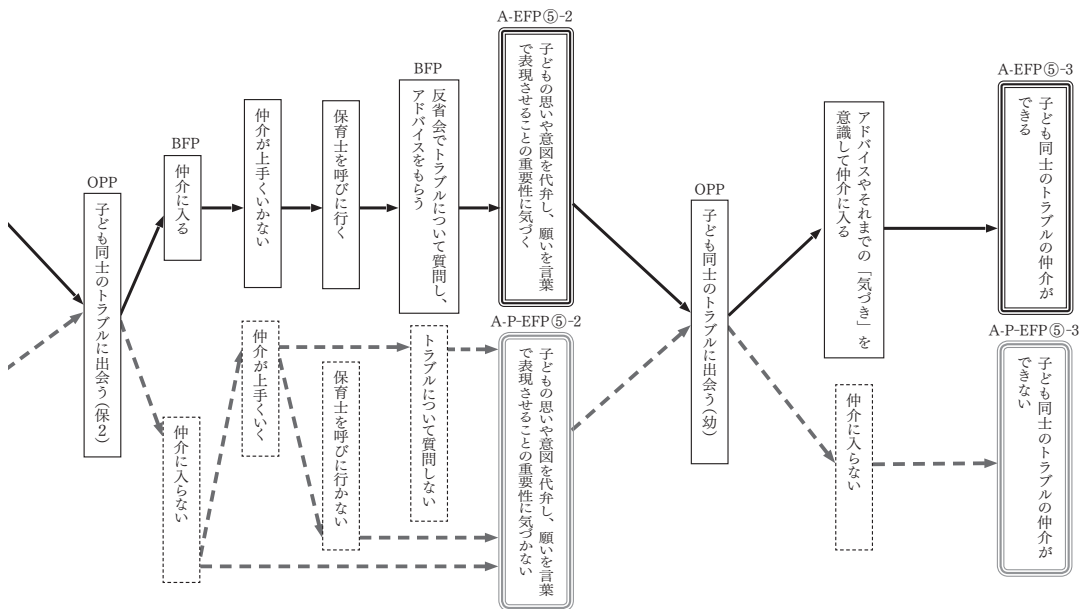 OPP
子ども同士のトラブルに出会う(保2)
BFP
仲介に入る
仲介が上手くいかない
保育士を呼びに行く
BFP
反省会でトラブルについて質問し、
アドバイスをもらう
A-EFP⑤-2
子どもの思いや意図を代弁し、願いを言葉
で表現させることの重要性に気づく
仲介に入らない
仲介が上手くいく
保育士を呼びに行かない
トラブルについて質問しない
A-P-EFP⑤-2
子どもの思いや意図を代弁し、願いを言葉
で表現させることの重要性に気づかない
OPP
子ども同士のトラブルに出会う(幼)
アドバイスやそれまでの「気づき」を
意識して仲介に入る
A-EFP⑤-3
子ども同士のトラブルの仲介が
できる
仲介に入らない
A-P-EFP⑤-3
子ども同士のトラブルの仲介が
できない